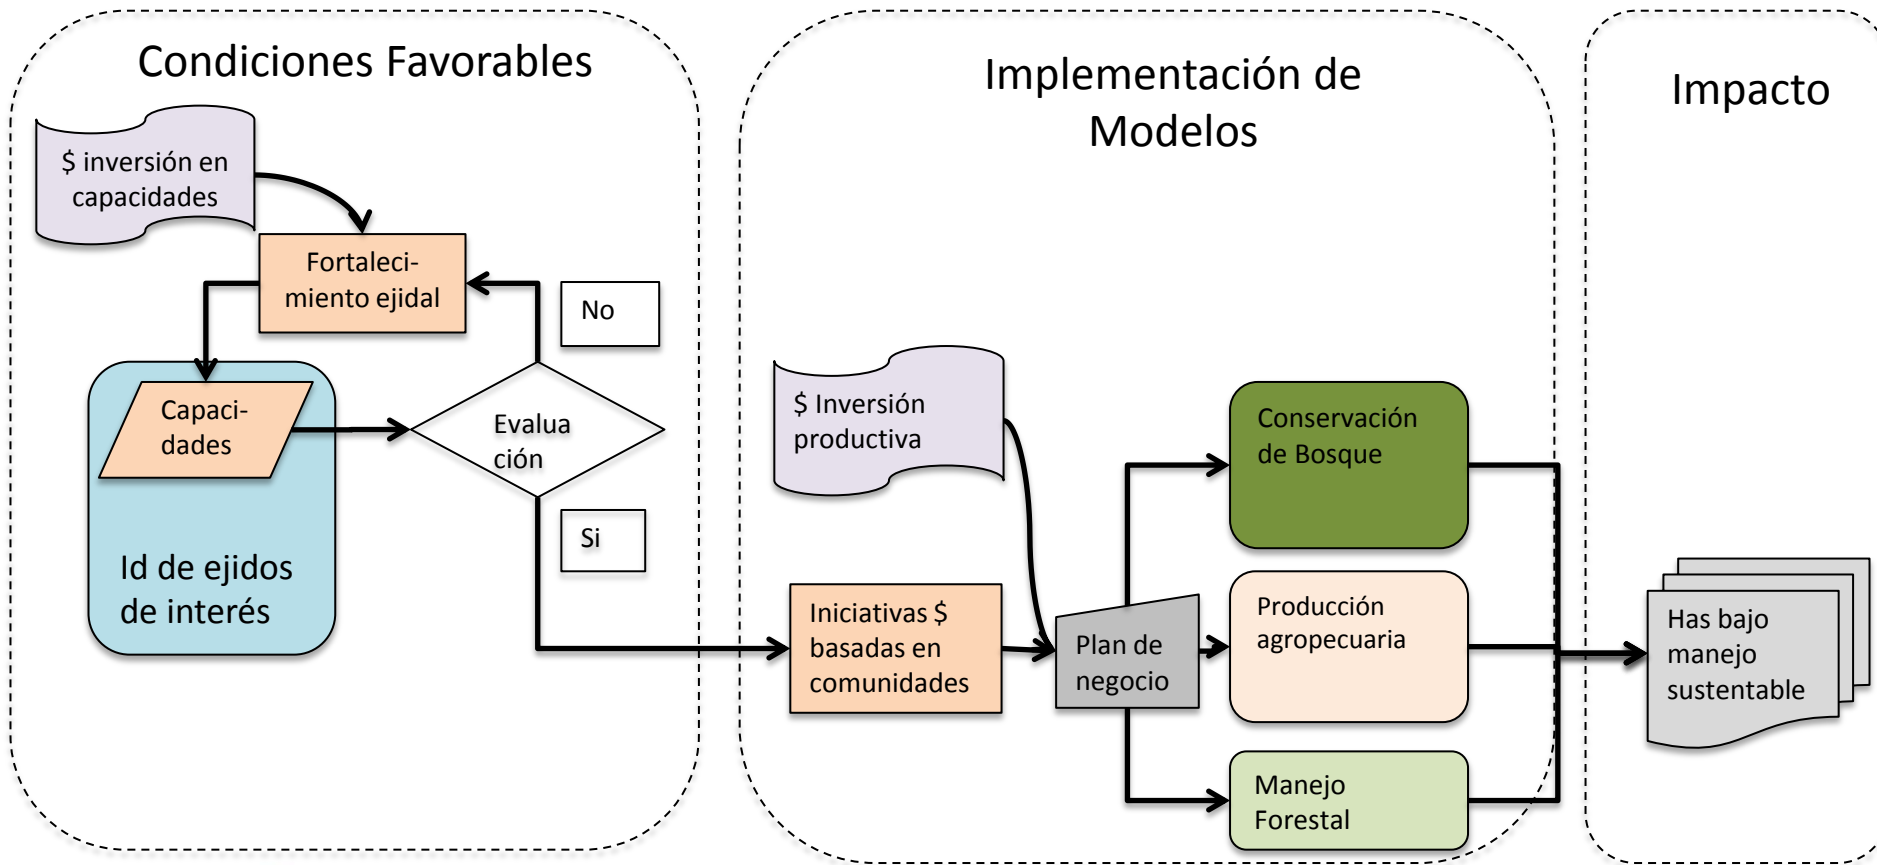 Condiciones Favorables
$ inversión en
capacidades
Fortaleci-
miento ejidal
No
Capaci-
dades
Evalua
ción
Si
Id de ejidos
de interés
Implementación de
Modelos
$ Inversión
productiva
Iniciativas $
basadas en
comunidades
Plan de
negocio
Conservación
de Bosque
Producción
agropecuaria
Manejo
Forestal
Impacto
Has bajo
manejo
sustentable